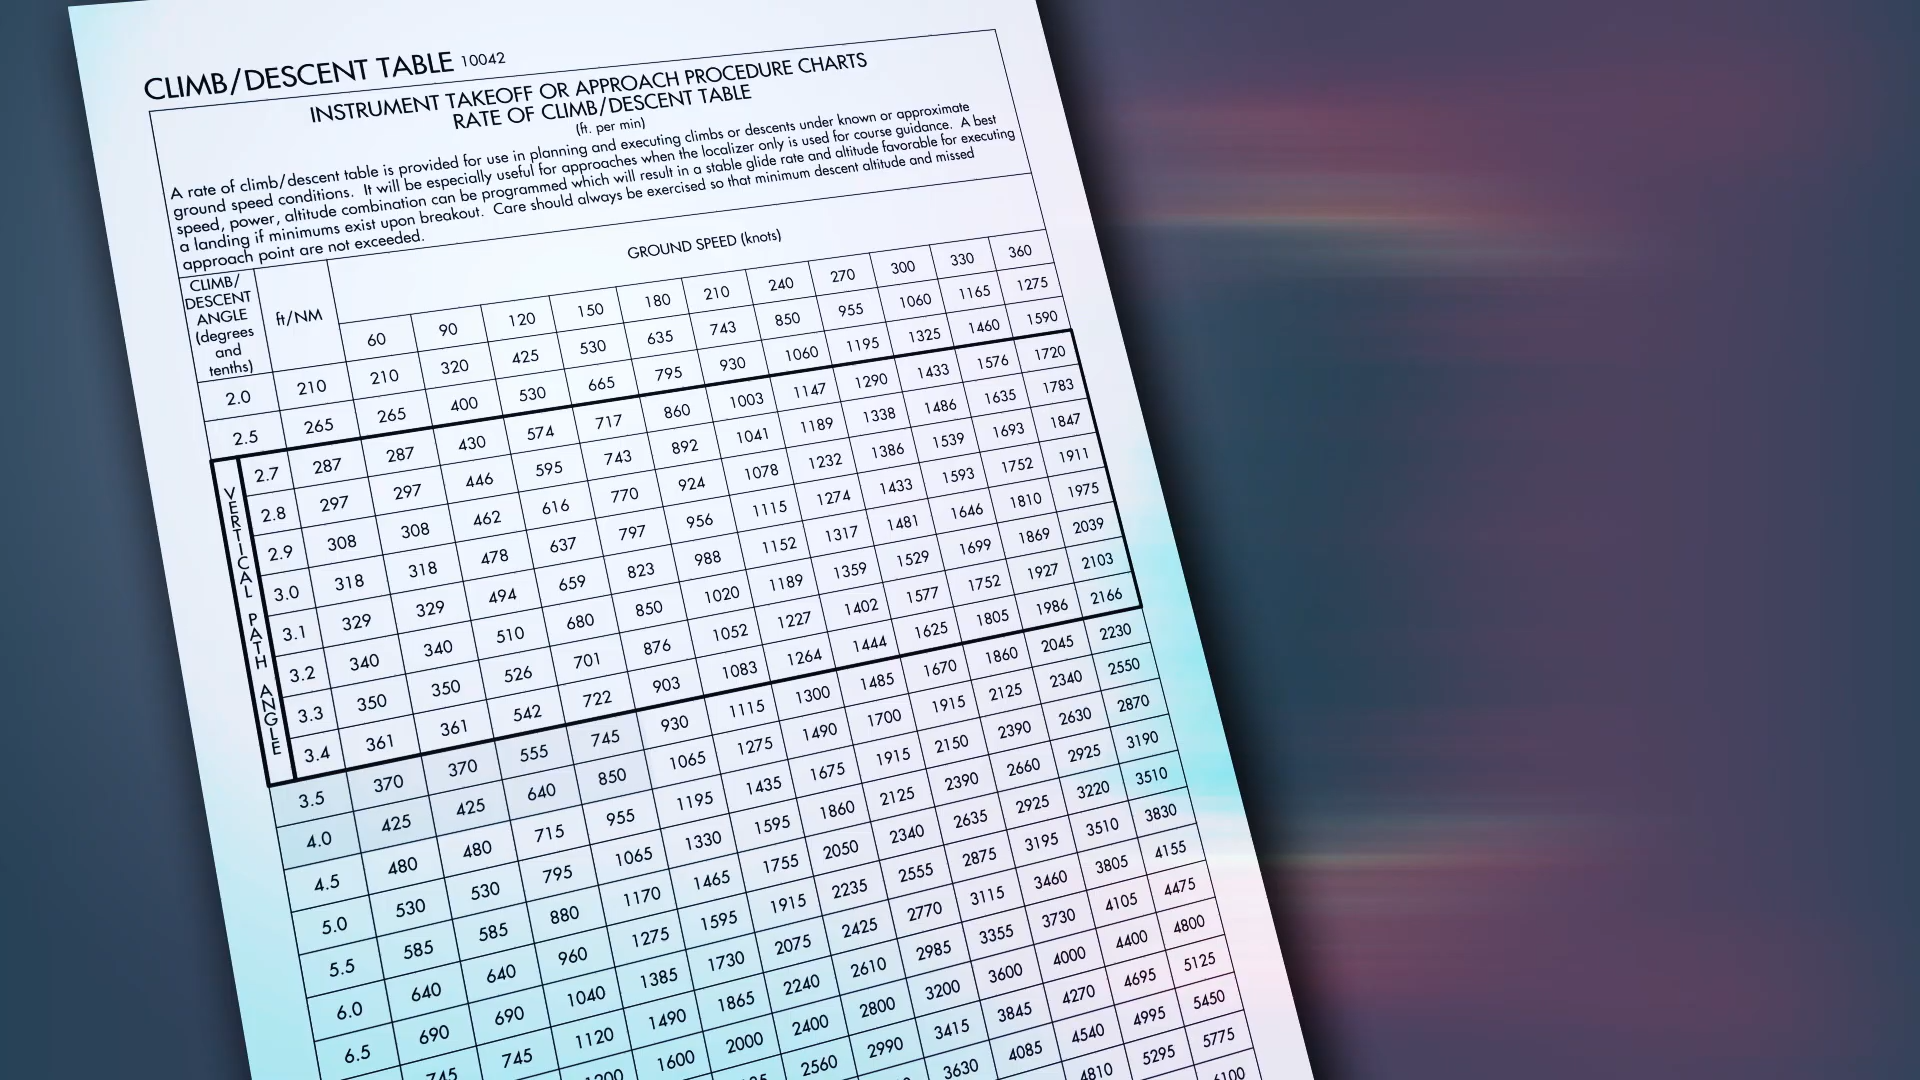 CLIMB/DESCENT TABLE 10042
INSTRUMENT TAKEOFF OR APPROACH PROCEDURE CHARTS
RATE OF CLIMB/DESCENT TABLE
(ft. per min)
A rate of climb/descent table is provided for use in planning and executing climbs or descents under known or approximate
ground speed conditions. It will be especially useful for approaches when the localizer only is used for course guidance. A best
speed, power, altitude combination can be programmed which will result in a stable glide rate and altitude favorable for executing
a landing if minimums exist upon breakout. Care should always be exercised so that minimum descent altitude and missed
approach point are not exceeded.
CLIMB/
DESCENT
ANGLE
(degrees
and
tenths)
ft/NM
GROUND SPEED (knots)
60 90 120 150 180 210 240 270 300 330 360
2.0 210 210 320 425 530 635 743 850 955 1060 1165 1275
2.5 265 265 400 530 665 795 930 1060 1195 1325 1460 1590
VERTICAL PATH ANGLE
2.7 287 287 430 574 717 860 1003 1147 1290 1433 1576 1720
2.8 297 297 446 595 743 892 1041 1189 1338 1486 1635 1783
2.9 308 308 462 616 770 924 1078 1232 1386 1539 1693 1847
3.0 318 318 478 637 797 956 1115 1274 1433 1593 1752 1911
3.1 329 329 494 659 823 988 1152 1317 1481 1646 1810 1975
3.2 340 340 510 680 850 1020 1189 1359 1529 1699 1869 2039
3.3 350 350 526 701 876 1052 1227 1402 1577 1752 1927 2103
3.4 361 361 542 722 903 1083 1264 1444 1625 1805 1986 2166
3.5 370 370 555 745 930 1115 1300 1485 1670 1860 2045 2230
4.0 425 425 640 850 1065 1275 1490 1700 1915 2125 2340 2550
4.5 480 480 715 955 1195 1435 1675 1915 2150 2390 2630 2870
5.0 530 530 795 1065 1330 1595 1860 2125 2390 2660 2925 3190
5.5 585 585 880 1170 1465 1755 2050 2340 2635 2925 3220 3510
6.0 640 640 960 1275 1595 1915 2235 2555 2875 3195 3510 3830
6.5 690 690 1040 1385 1730 2075 2425 2770 3115 3460 3805 4155
745 745 1120 1490 1865 2240 2610 2985 3355 3730 4105 4475
1600 2000 2400 2800 3200 3600 4000 4400 4800
2560 2990 3415 3845 4270 4695 5125
3630 4085 4540 4995 5450
4810 5295 5775
6100